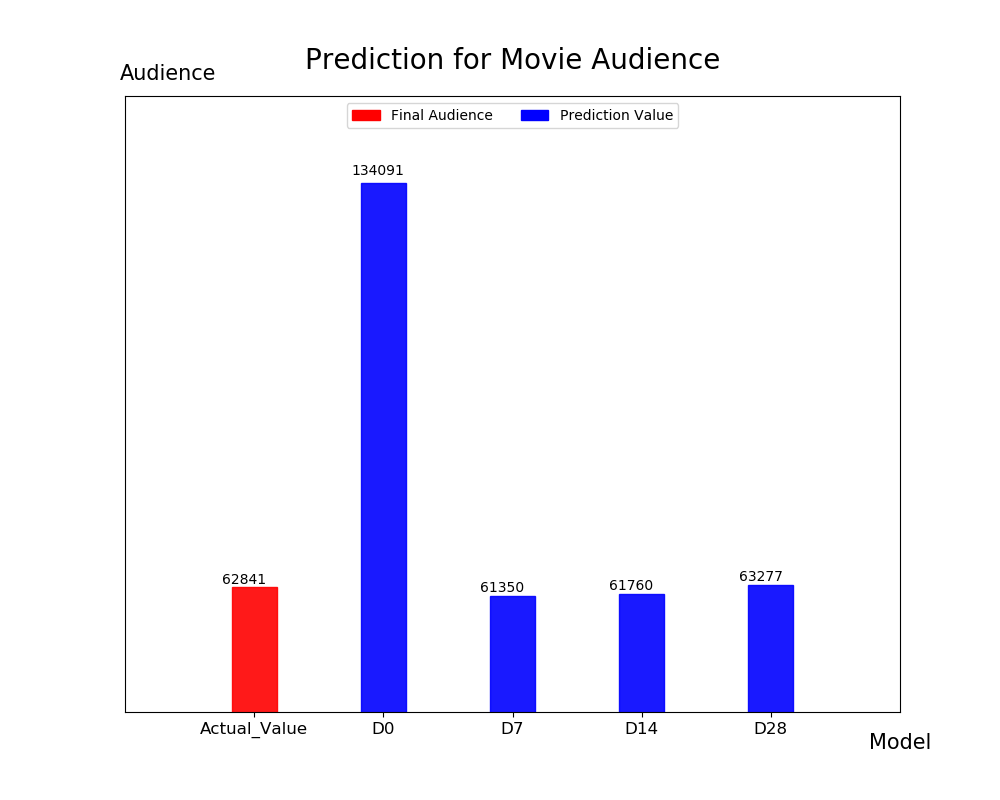 Prediction for Movie Audience
Audience
Final Audience Prediction Value
134091
62841
61350
61760
63277
Actual_Value D0 D7 D14 D28
Model